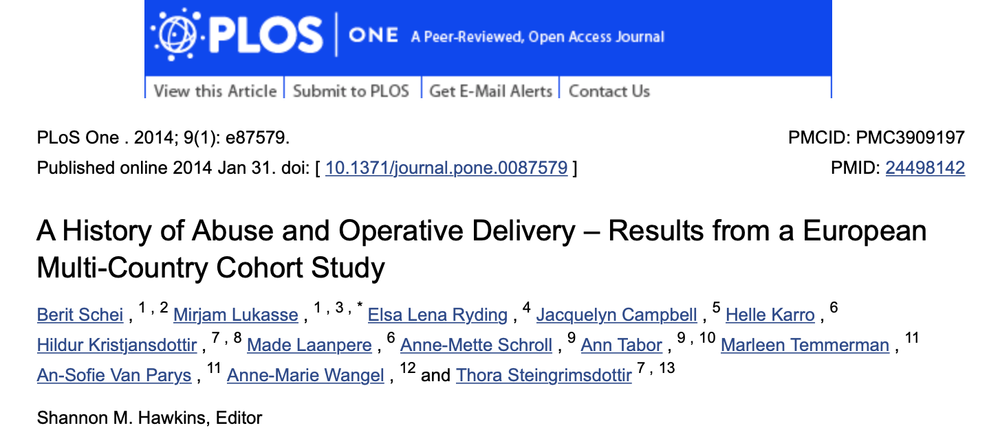 PLOS ONE A Peer-Reviewed, Open Access Journal
View this Article Submit to PLOS Get E-Mail Alerts Contact Us
PLoS One . 2014; 9(1): e87579. PMCID: PMC3909197
Published online 2014 Jan 31. doi: [ 10.1371/journal.pone.0087579 ] PMID: 24498142
A History of Abuse and Operative Delivery – Results from a European
Multi-Country Cohort Study
Berit Schei , 1 , 2 Mirjam Lukasse , 1 , 3 , * Elsa Lena Ryding , 4 Jacquelyn Campbell , 5 Helle Karro , 6
Hildur Kristjansdottir , 7 , 8 Made Laanpere , 6 Anne-Mette Schroll , 9 Ann Tabor , 9 , 10 Marleen Temmerman , 11
An-Sofie Van Parys , 11 Anne-Marie Wangel , 12 and Thora Steingrimsdottir 7 , 13
Shannon M. Hawkins, Editor